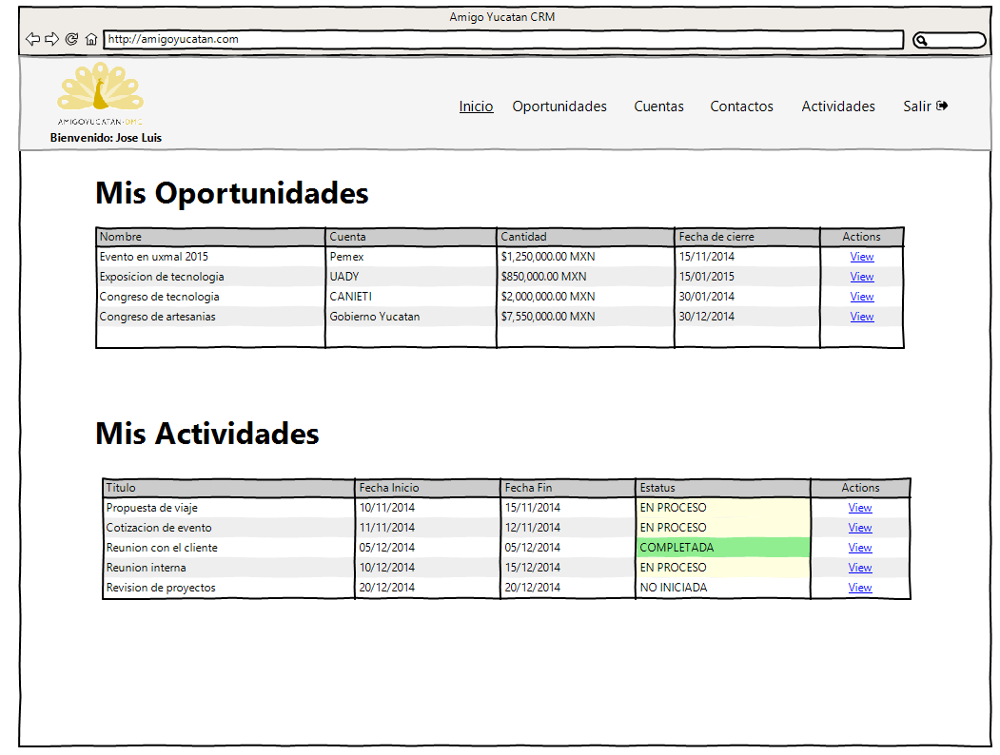 Amigo Yucatan CRM
http://amigoyucatan.com
AMIGOYUCATAN·DMC
Bienvenido: Jose Luis
Inicio Oportunidades Cuentas Contactos Actividades Salir
Mis Oportunidades
Nombre Cuenta Cantidad Fecha de cierre Actions
Evento en uxmal 2015 Pemex $1,250,000.00 MXN 15/11/2014 View
Exposicion de tecnologia UADY $850,000.00 MXN 15/01/2015 View
Congreso de tecnologia CANIETI $2,000,000.00 MXN 30/01/2014 View
Congreso de artesanias Gobierno Yucatan $7,550,000.00 MXN 30/12/2014 View
Mis Actividades
Titulo Fecha Inicio Fecha Fin Estatus Actions
Propuesta de viaje 10/11/2014 15/11/2014 EN PROCESO View
Cotizacion de evento 11/11/2014 12/11/2014 EN PROCESO View
Reunion con el cliente 05/12/2014 05/12/2014 COMPLETADA View
Reunion interna 10/12/2014 15/12/2014 EN PROCESO View
Revision de proyectos 20/12/2014 20/12/2014 NO INICIADA View